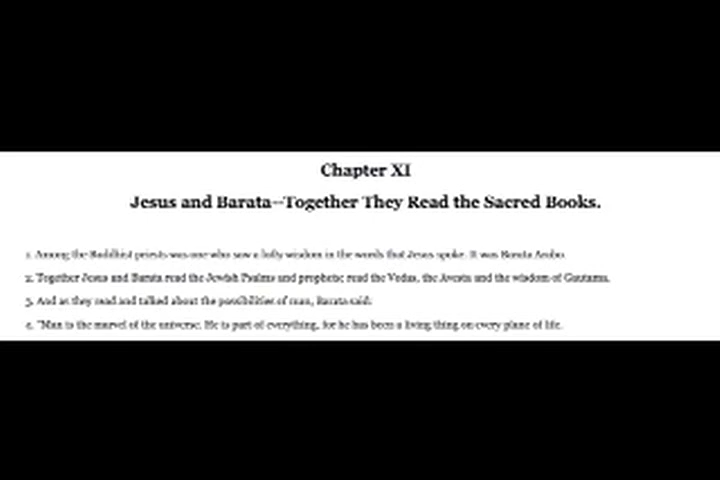 Chapter XI
Jesus and Barata--Together They Read the Sacred Books.
1. Among the Buddhist priests was one who saw a lofty wisdom in the words that Jesus spoke. It was Barata Arabo.
2. Together Jesus and Barata read the Jewish Psalms and prophets; read the Vedas, the Avesta and the wisdom of Gautama.
3. And as they read and talked about the possibilities of man, Barata said:
4. "Man is the marvel of the universe. He is part of everything, for he has been a living thing on every plane of life.